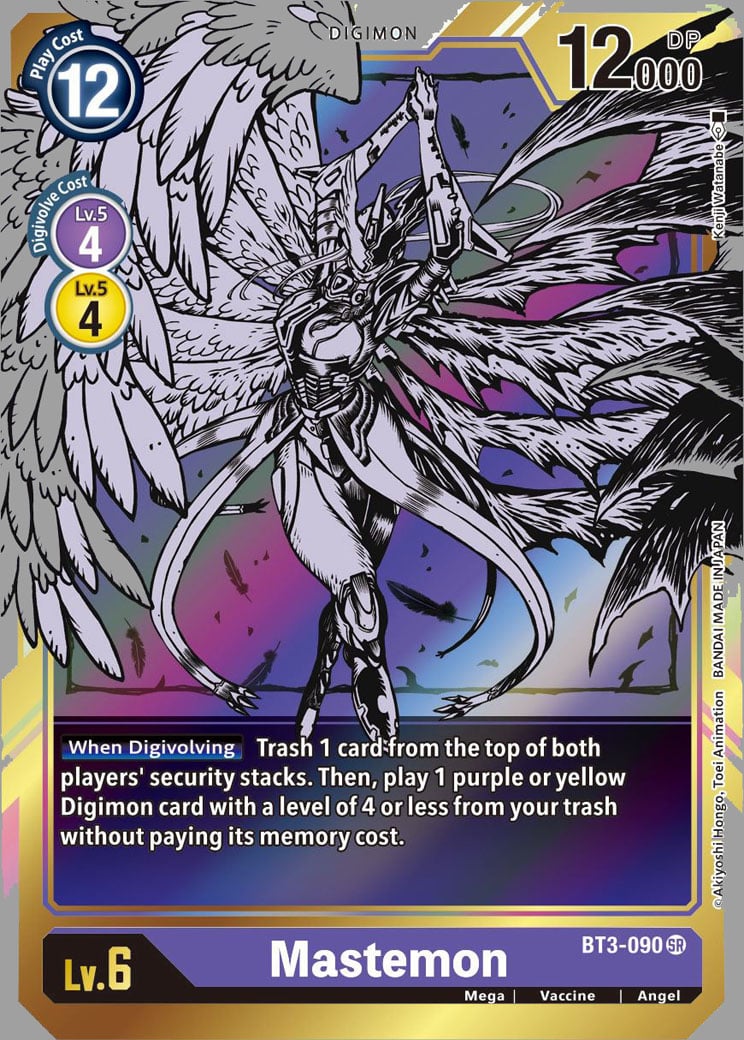 DIGIMON
Play Cost
12
DP
12000
Digivolve Cost
Lv.5
4
Lv.5
4
Kenji Watanabe
When Digivolving Trash 1 card from the top of both
players' security stacks. Then, play 1 purple or yellow
Digimon card with a level of 4 or less from your trash
without paying its memory cost.
©Akiyoshi Hongo, Toei Animation BANDAI MADE IN JAPAN
BT3-090 SR
Lv.6
Mastemon
Mega | Vaccine | Angel